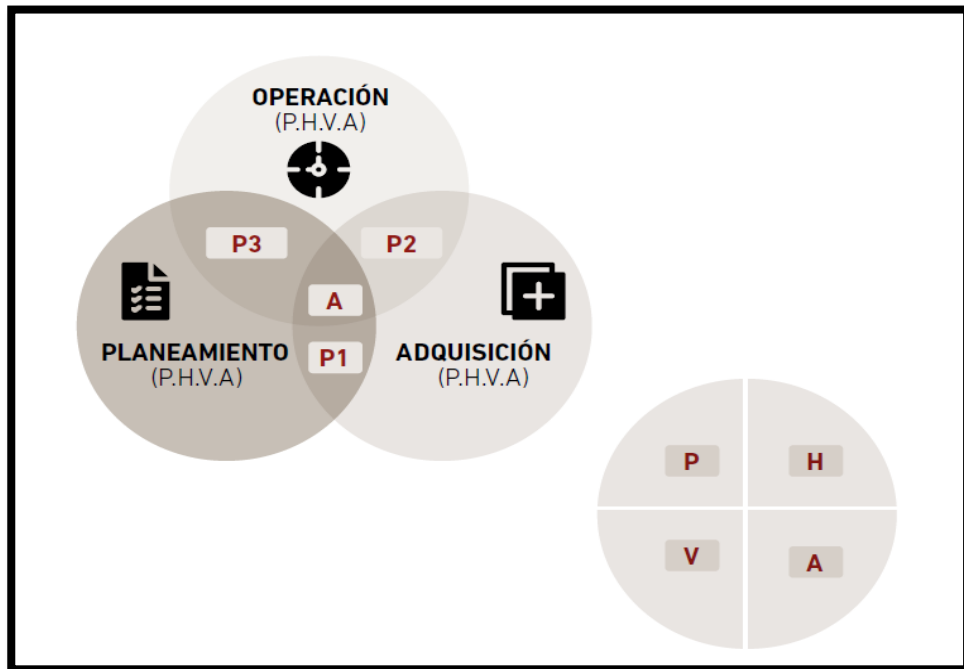 OPERACIÓN
(P.H.V.A)
P3
P2
A
PLANEAMIENTO
(P.H.V.A)
P1
ADQUISICIÓN
(P.H.V.A)
P
H
V
A